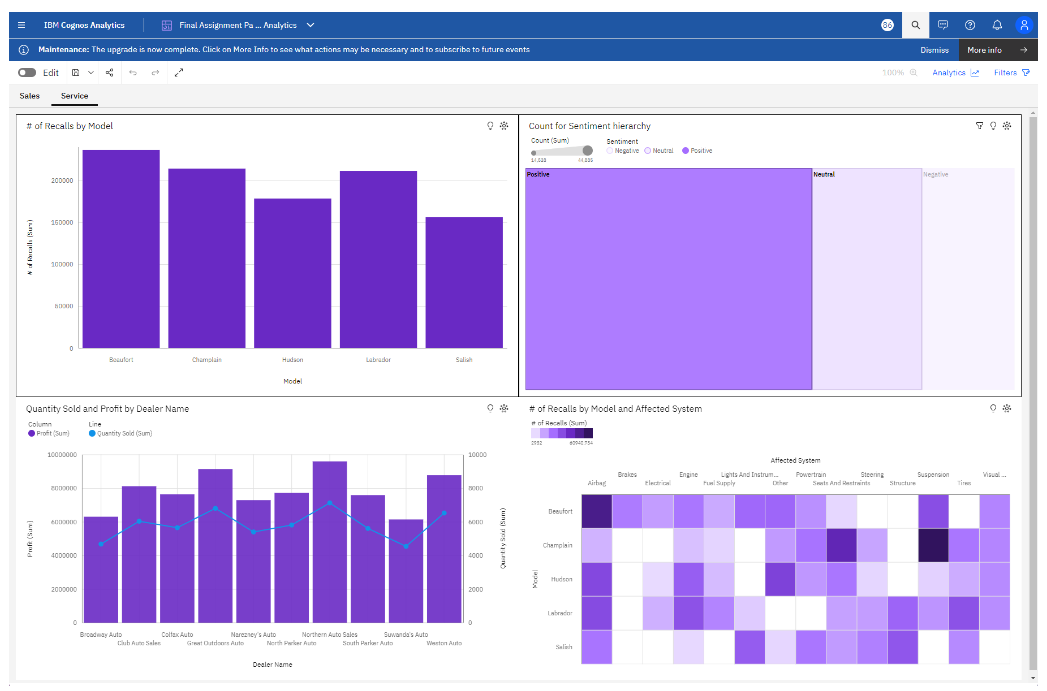 IBM Cognos Analytics
Final Assignment Pa ... Analytics
86
Maintenance: The upgrade is now complete. Click on More Info to see what actions may be necessary and to subscribe to future events
Dismiss
More info
Edit
100%
Analytics
Filters
Sales
Service
# of Recalls by Model
# of Recalls (Sum)
200000
150000
100000
50000
0
Beaufort
Champlain
Hudson
Labrador
Salish
Model
Count for Sentiment hierarchy
Count (Sum)
Sentiment
Negative
Neutral
Positive
Positive
Neutral
Negative
Quantity Sold and Profit by Dealer Name
Column
Line
Profit (Sum)
Quantity Sold (Sum)
Profit (Sum)
10000000
8000000
6000000
4000000
2000000
0
10000
8000
6000
4000
2000
0
Quantity Sold (Sum)
Broadway Auto
Club Auto Sales
Colfax Auto
Great Outdoors Auto
Narezney's Auto
North Parker Auto
Northern Auto Sales
South Parker Auto
Suwanda's Auto
Weston Auto
Dealer Name
# of Recalls by Model and Affected System
# of Recalls (Sum)
Affected System
Airbag
Brakes
Electrical
Engine
Fuel Supply
Lights And Instrum...
Other
Powertrain
Seats And Restraints
Steering
Structure
Suspension
Tires
Visual ...
Model
Beaufort
Champlain
Hudson
Labrador
Salish